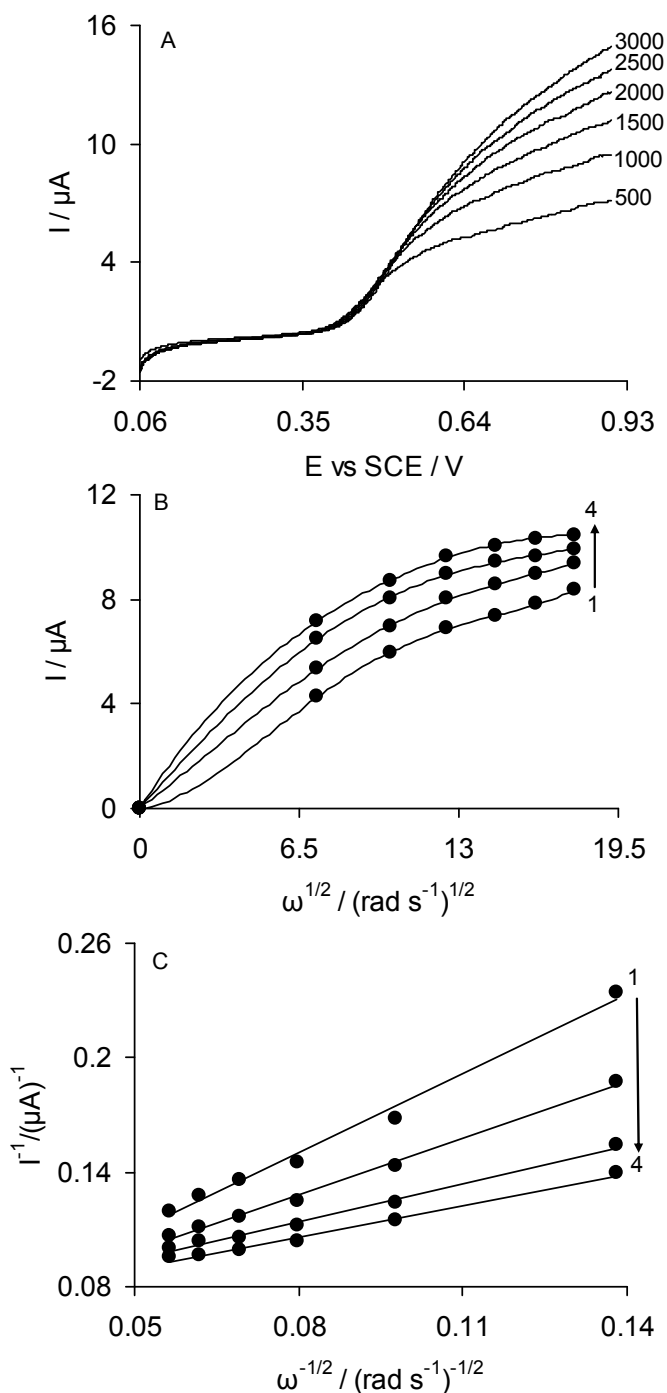 A
16
10
4
-2
I / µA
3000
2500
2000
1500
1000
500
0.06 0.35 0.64 0.93
E vs SCE / V
B
12
8
4
0
I / µA
4
1
0 6.5 13 19.5
ω1/2 / (rad s-1)1/2
C
0.26
0.2
0.14
0.08
I-1/(µA)-1
1
4
0.05 0.08 0.11 0.14
ω-1/2 / (rad s-1)-1/2